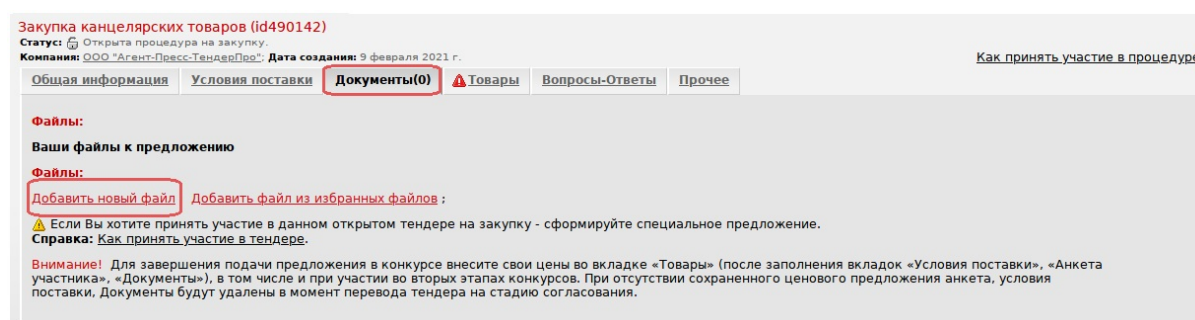 Закупка канцелярских товаров (id490142)
Статус: Открыта процедура на закупку.
Компания: ООО "Агент-Пресс-ТендерПро"; Дата создания: 9 февраля 2021 г.
Как принять участие в процедуре
Общая информация Условия поставки Документы(0) Товары Вопросы-Ответы Прочее
Файлы:
Ваши файлы к предложению
Файлы:
Добавить новый файл Добавить файл из избранных файлов ;
Если Вы хотите принять участие в данном открытом тендере на закупку - сформируйте специальное предложение.
Справка: Как принять участие в тендере.
Внимание! Для завершения подачи предложения в конкурсе внесите свои цены во вкладке «Товары» (после заполнения вкладок «Условия поставки», «Анкета
участника», «Документы»), в том числе и при участии во вторых этапах конкурсов. При отсутствии сохраненного ценового предложения анкета, условия
поставки, Документы будут удалены в момент перевода тендера на стадию согласования.